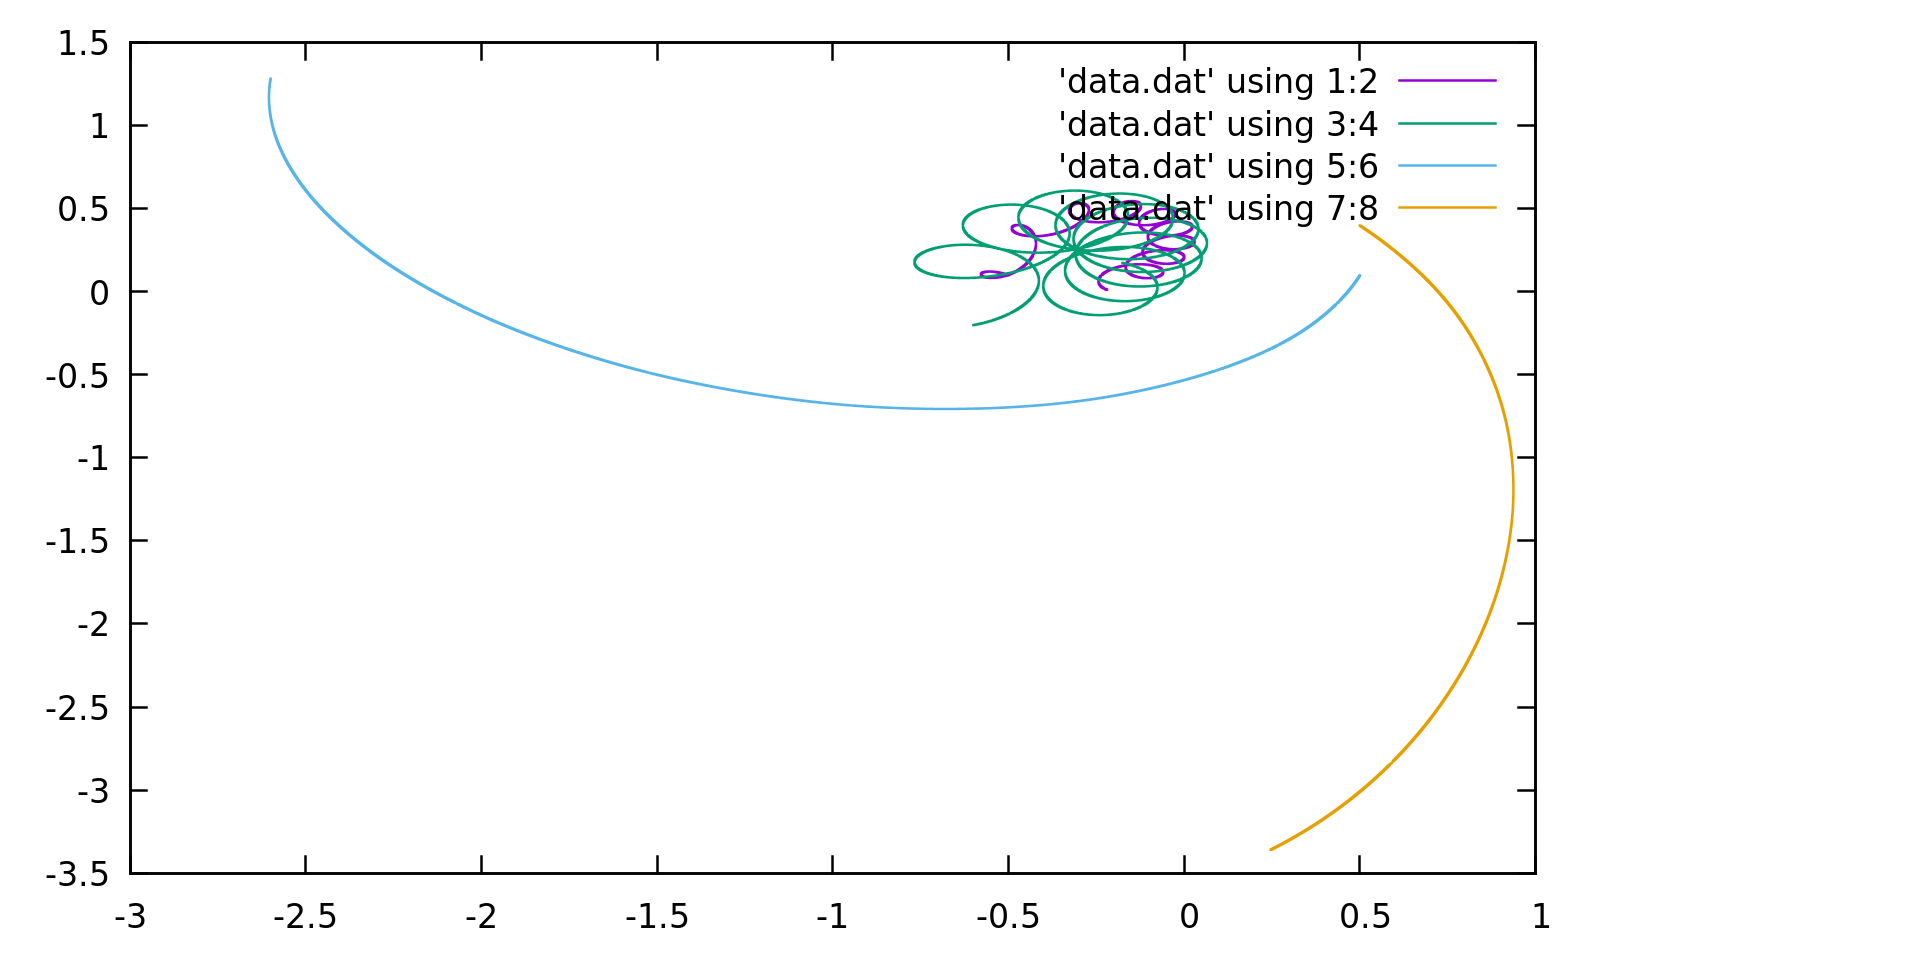 1.5
1
0.5
0
-0.5
-1
-1.5
-2
-2.5
-3
-3.5
-3 -2.5 -2 -1.5 -1 -0.5 0 0.5 1
'data.dat' using 1:2
'data.dat' using 3:4
'data.dat' using 5:6
'data.dat' using 7:8